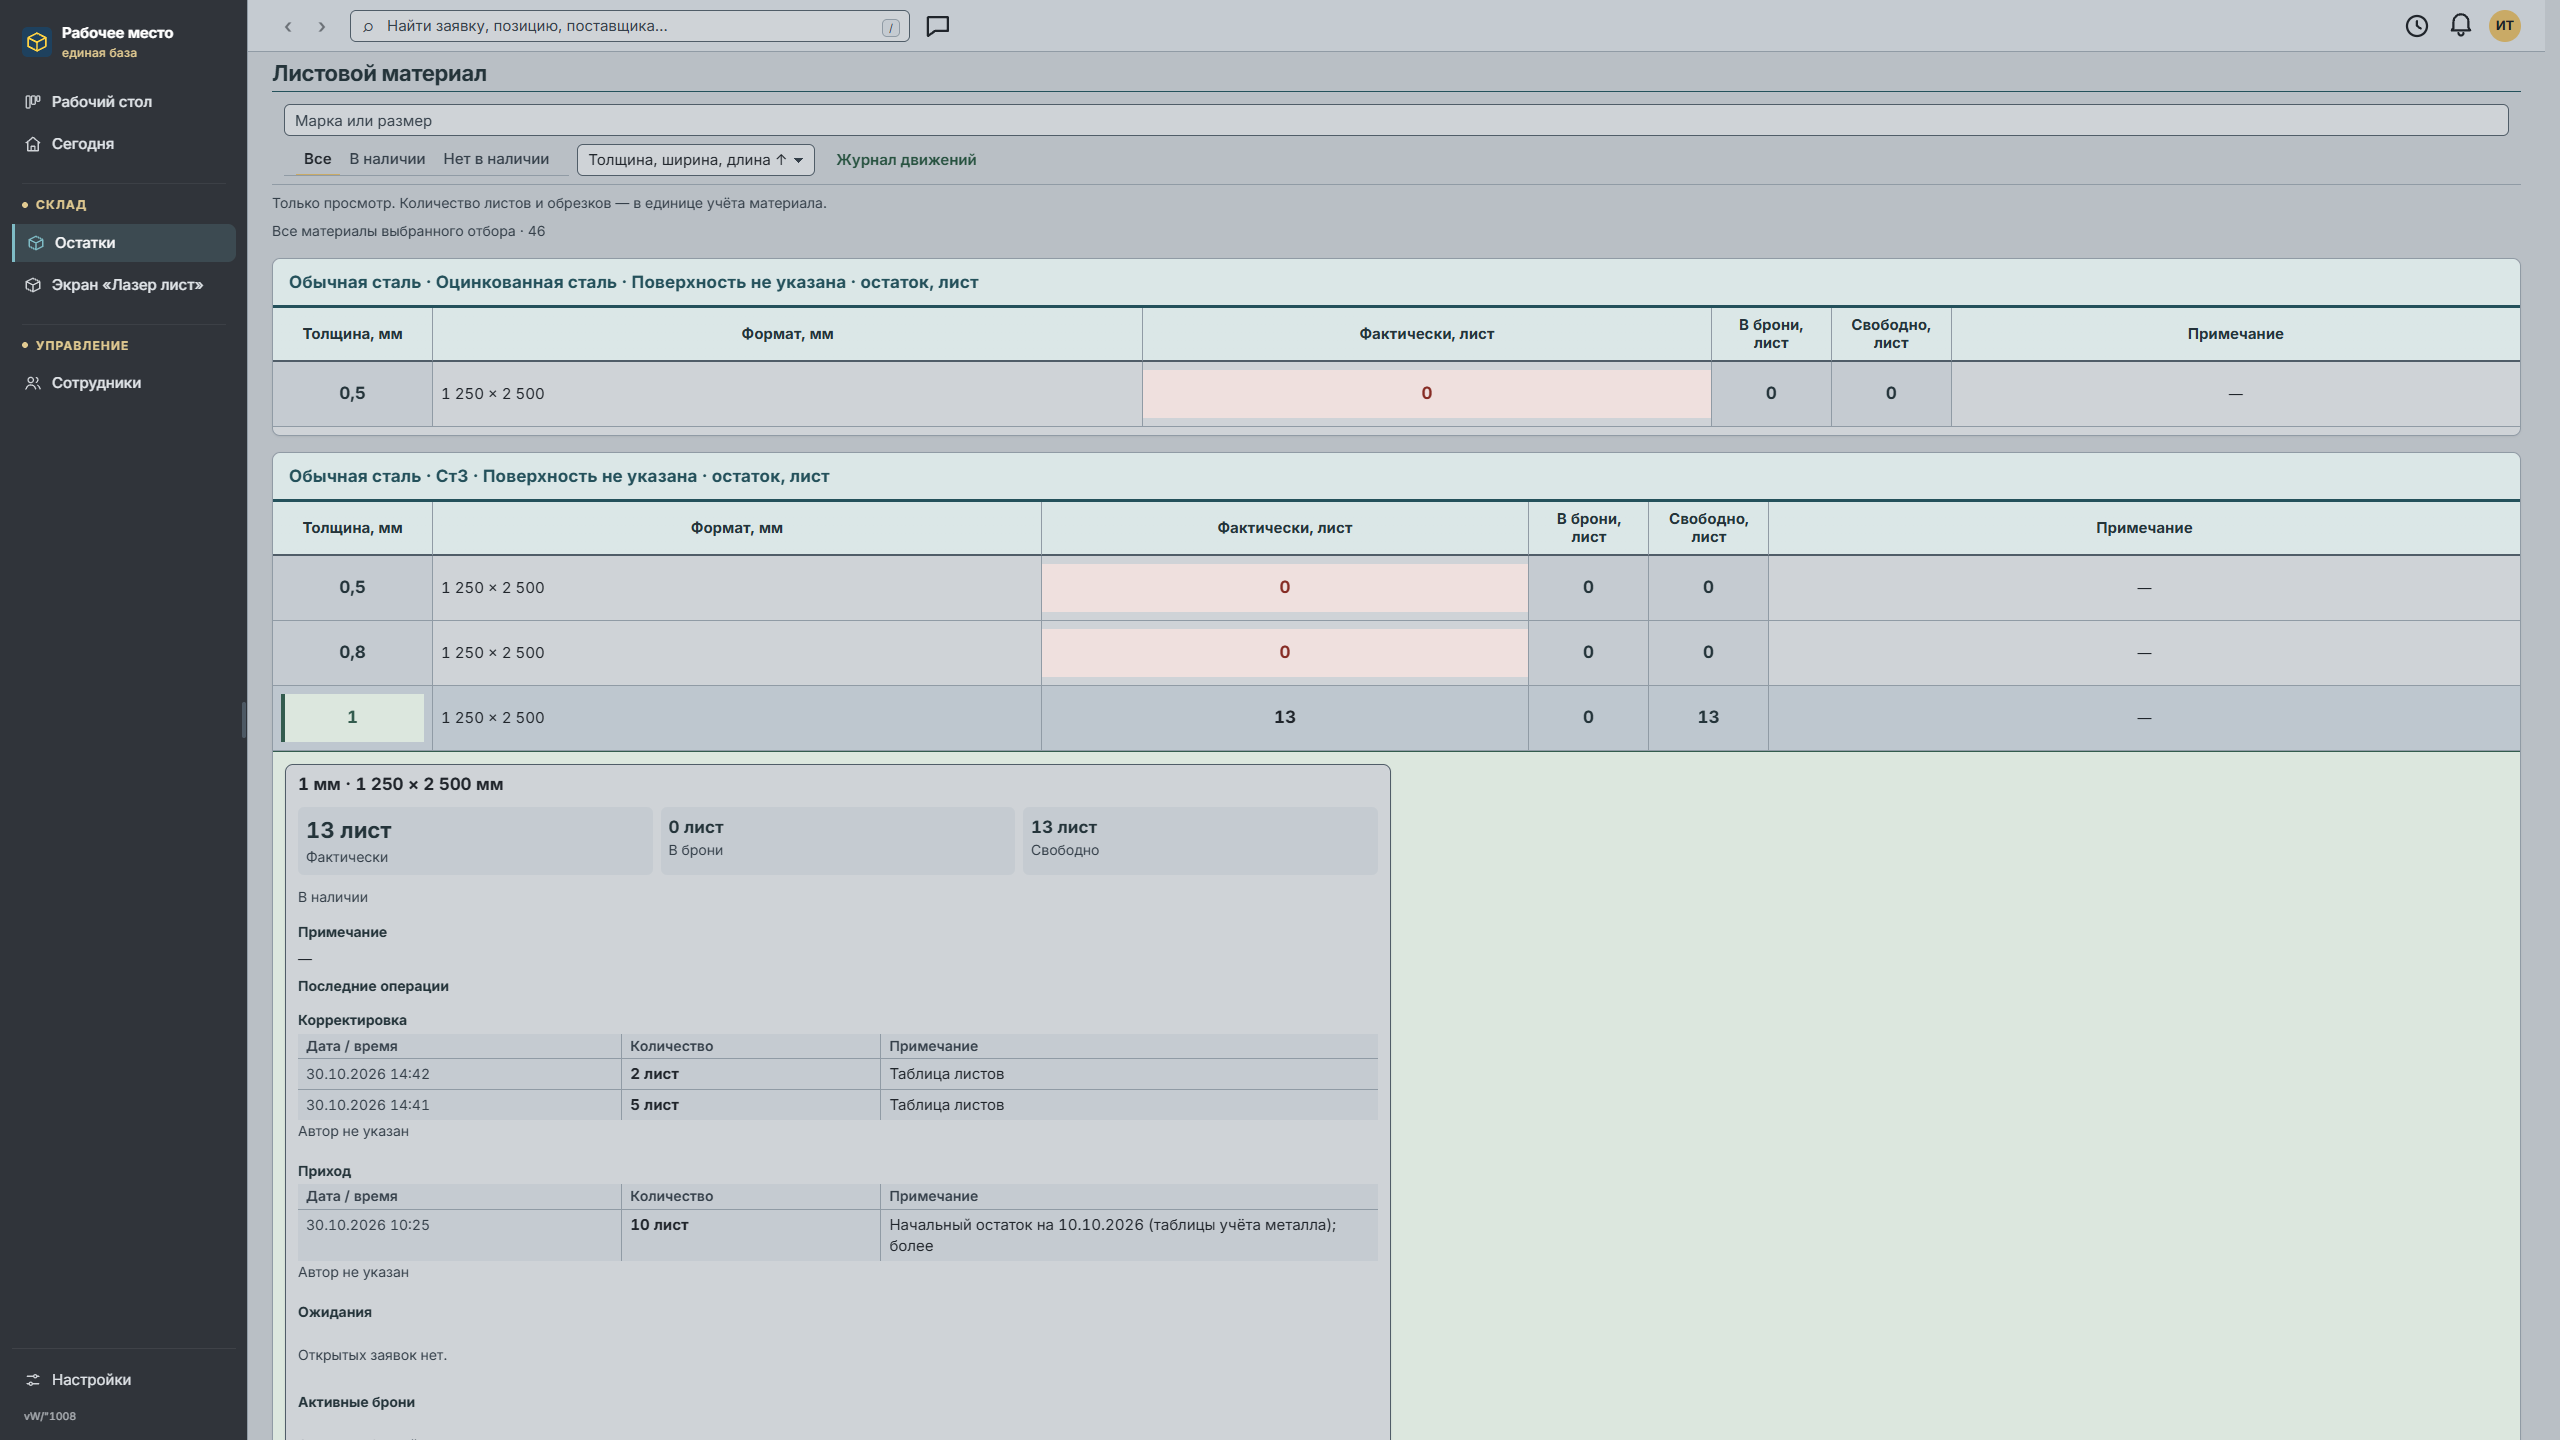 Рабочее место
единая база
Рабочий стол
Сегодня
СКЛАД
Остатки
Экран «Лазер лист»
УПРАВЛЕНИЕ
Сотрудники
Настройки
vW/"1008
Найти заявку, позицию, поставщика...
/
ИТ
Листовой материал
Марка или размер
Все В наличии Нет в наличии Толщина, ширина, длина ↑ Журнал движений
Только просмотр. Количество листов и обрезков — в единице учёта материала.
Все материалы выбранного отбора · 46
Обычная сталь · Оцинкованная сталь · Поверхность не указана · остаток, лист
Толщина, мм Формат, мм Фактически, лист В брони, лист Свободно, лист Примечание
0,5 1 250 × 2 500 0 0 0 —
Обычная сталь · Ст3 · Поверхность не указана · остаток, лист
Толщина, мм Формат, мм Фактически, лист В брони, лист Свободно, лист Примечание
0,5 1 250 × 2 500 0 0 0 —
0,8 1 250 × 2 500 0 0 0 —
1 1 250 × 2 500 13 0 13 —
1 мм · 1 250 × 2 500 мм
13 лист 0 лист 13 лист
Фактически В брони Свободно
В наличии
Примечание
—
Последние операции
Корректировка
Дата / время Количество Примечание
30.10.2026 14:42 2 лист Таблица листов
30.10.2026 14:41 5 лист Таблица листов
Автор не указан
Приход
Дата / время Количество Примечание
30.10.2026 10:25 10 лист Начальный остаток на 10.10.2026 (таблицы учёта металла);
более
Автор не указан
Ожидания
Открытых заявок нет.
Активные брони